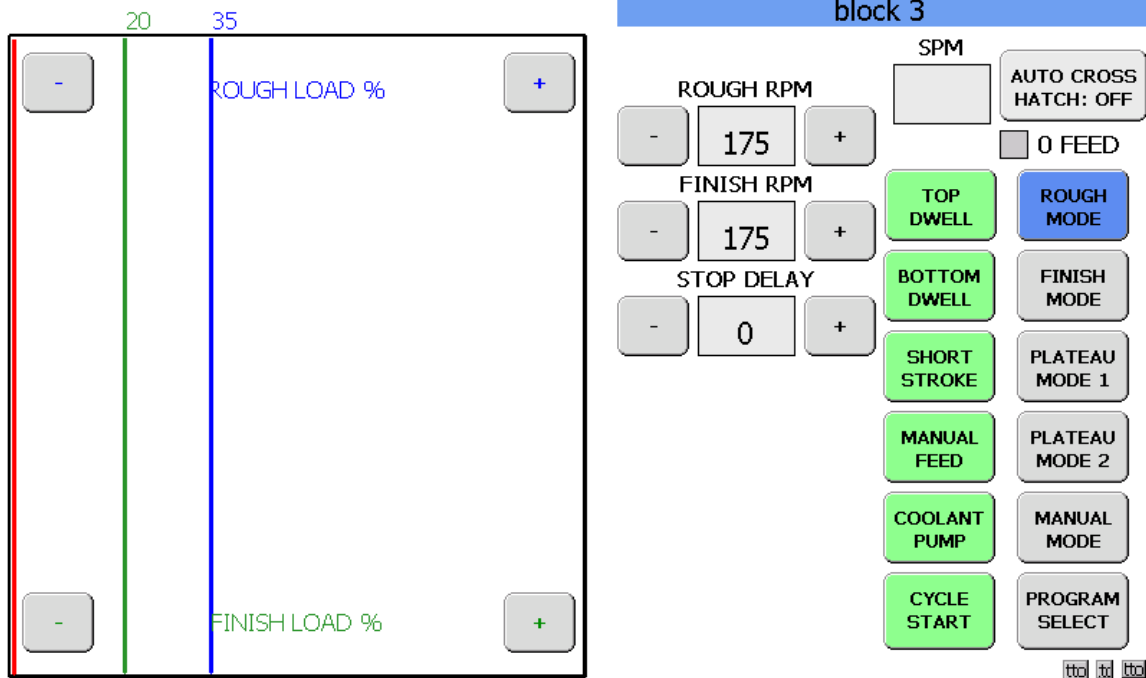 20 35
- ROUGH LOAD % +
- FINISH LOAD % +
block 3
SPM
AUTO CROSS
HATCH: OFF
0 FEED
ROUGH RPM
- 175 +
FINISH RPM
- 175 +
STOP DELAY
- 0 +
TOP
DWELL
ROUGH
MODE
BOTTOM
DWELL
FINISH
MODE
SHORT
STROKE
PLATEAU
MODE 1
MANUAL
FEED
PLATEAU
MODE 2
COOLANT
PUMP
MANUAL
MODE
CYCLE
START
PROGRAM
SELECT